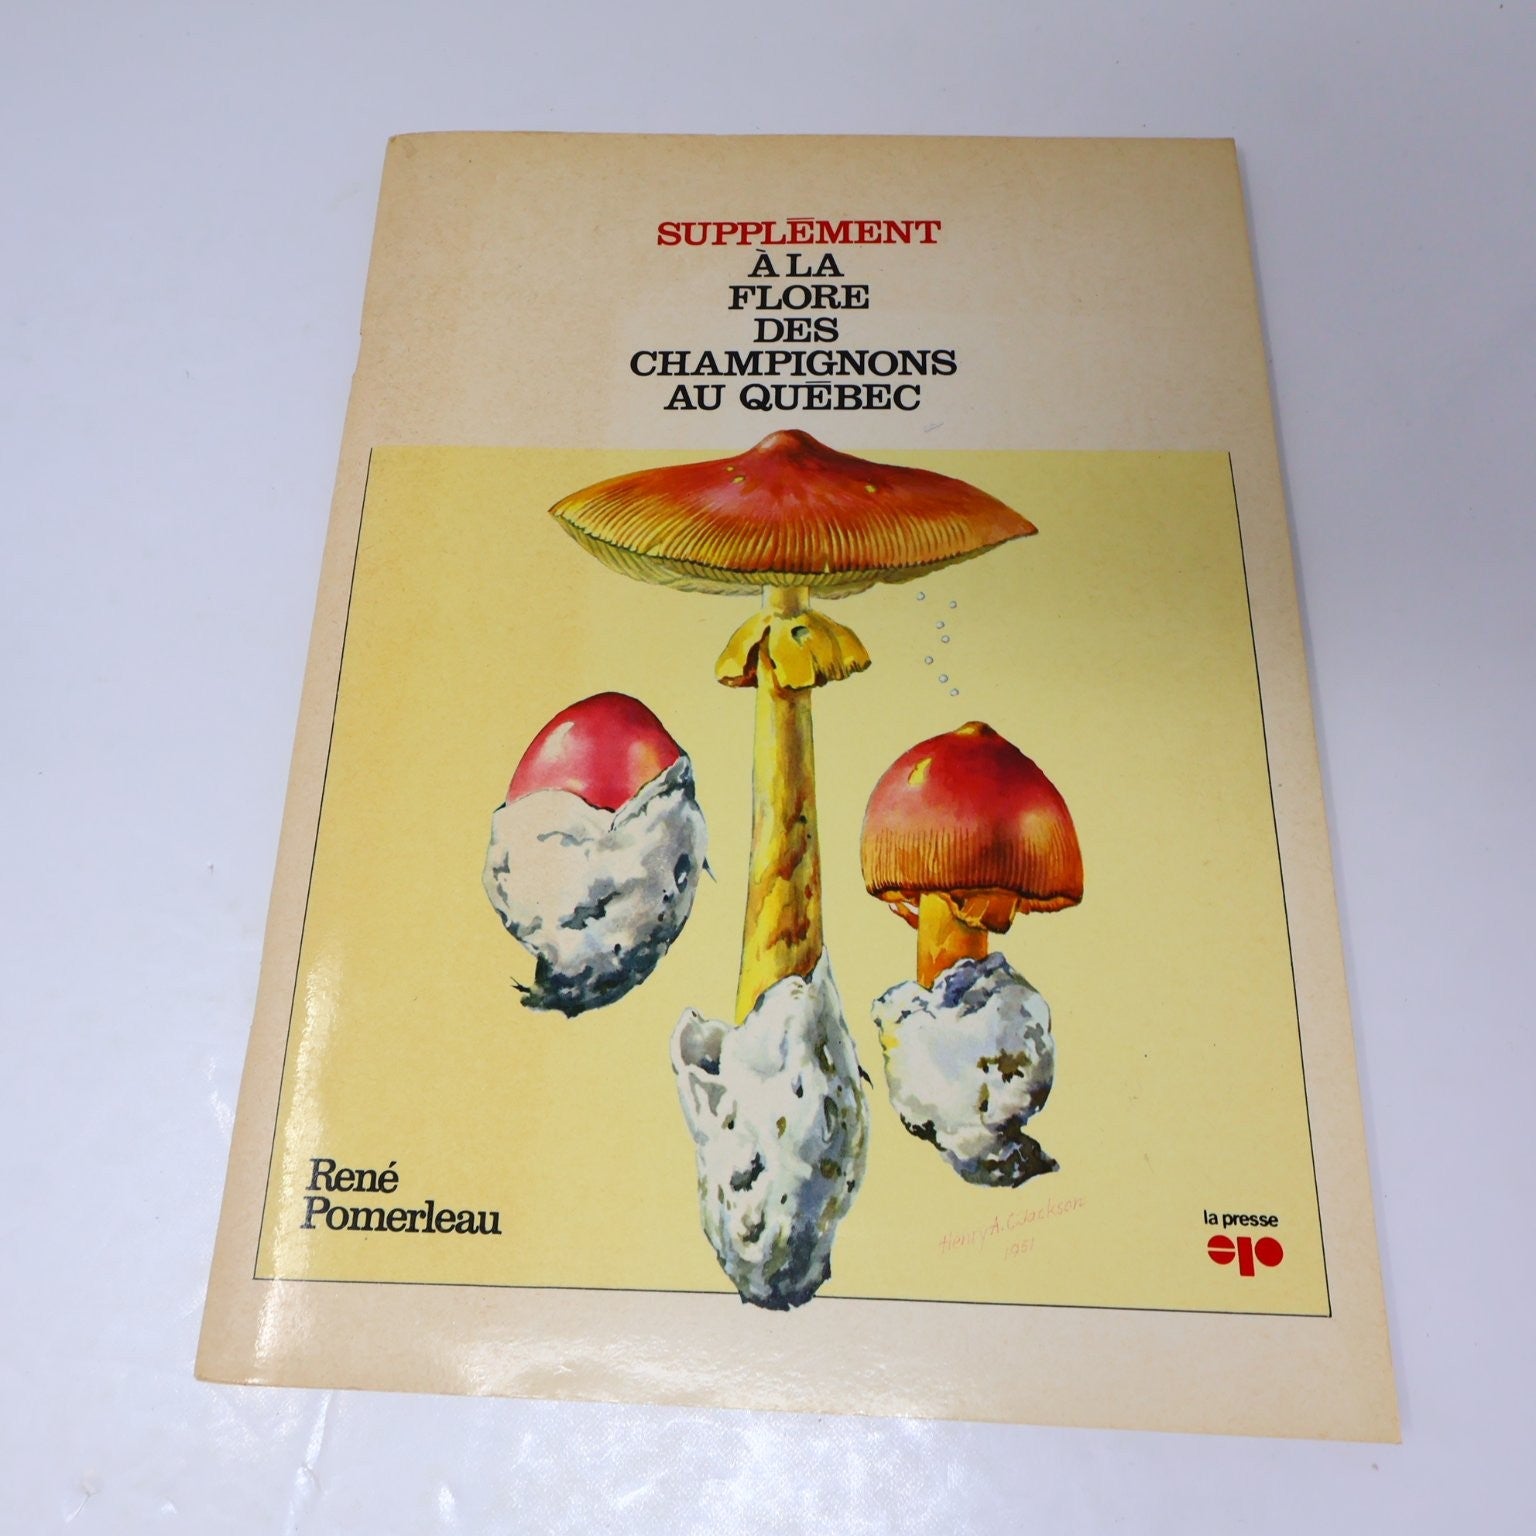 SUPPLÉMENT
À LA
FLORE
DES
CHAMPIGNONS
AU QUÉBEC
René
Pomerleau
Henry A. C. Jackson
1951
la presse